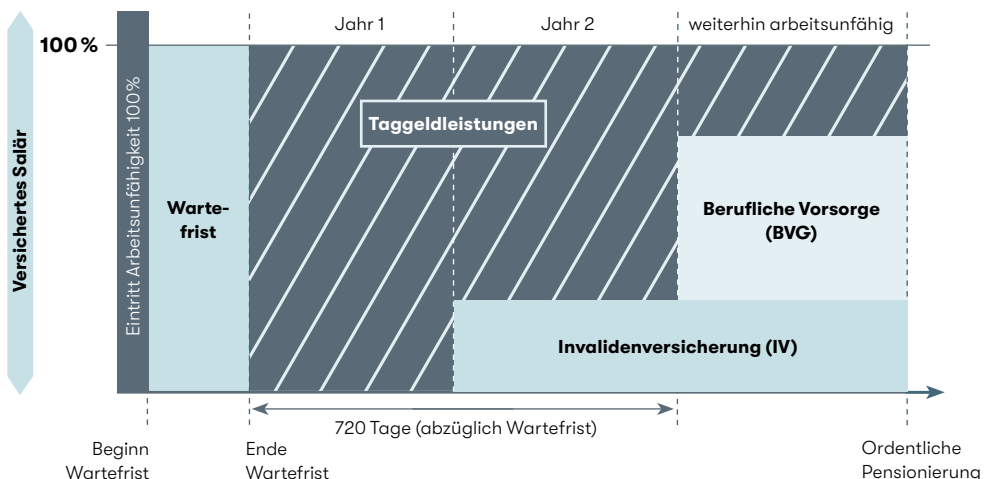 Jahr 1
Jahr 2
weiterhin arbeitsunfähig
100 %
Versichertes Salär
Eintritt Arbeitsunfähigkeit 100%
Warte-
frist
Taggeldleistungen
Berufliche Vorsorge
(BVG)
Invalidenversicherung (IV)
720 Tage (abzüglich Wartefrist)
Beginn
Wartefrist
Ende
Wartefrist
Ordentliche
Pensionierung